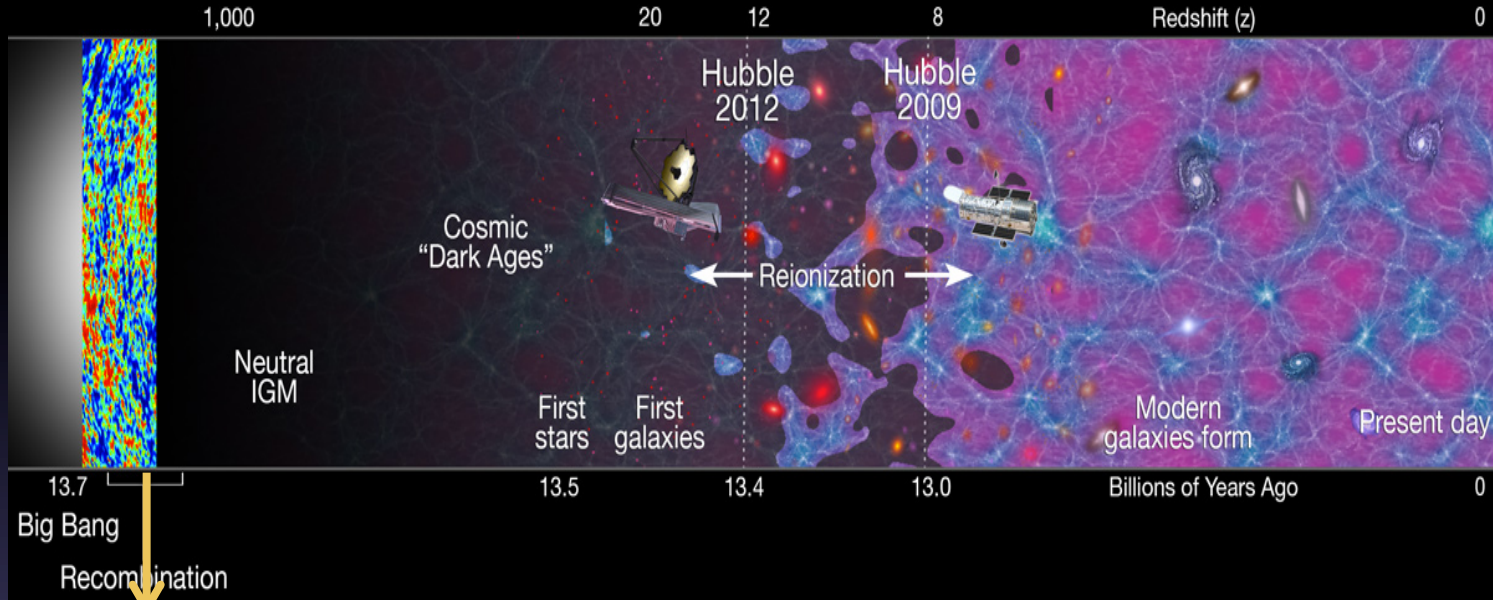 1,000 20 12 8 Redshift (z) 0
Hubble
2012
Hubble
2009
Cosmic
“Dark Ages”
Reionization
Neutral
IGM
First
stars
First
galaxies
Modern
galaxies form
Present day
13.7 13.5 13.4 13.0 Billions of Years Ago 0
Big Bang
Recombination